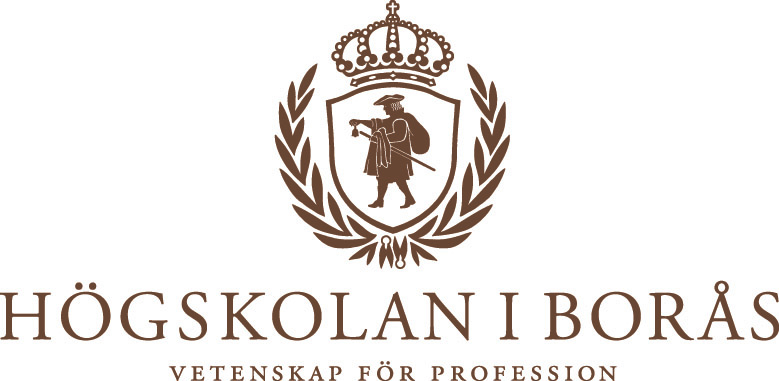 HÖGSKOLAN I BORÅS
VETENSKAP FÖR PROFESSION